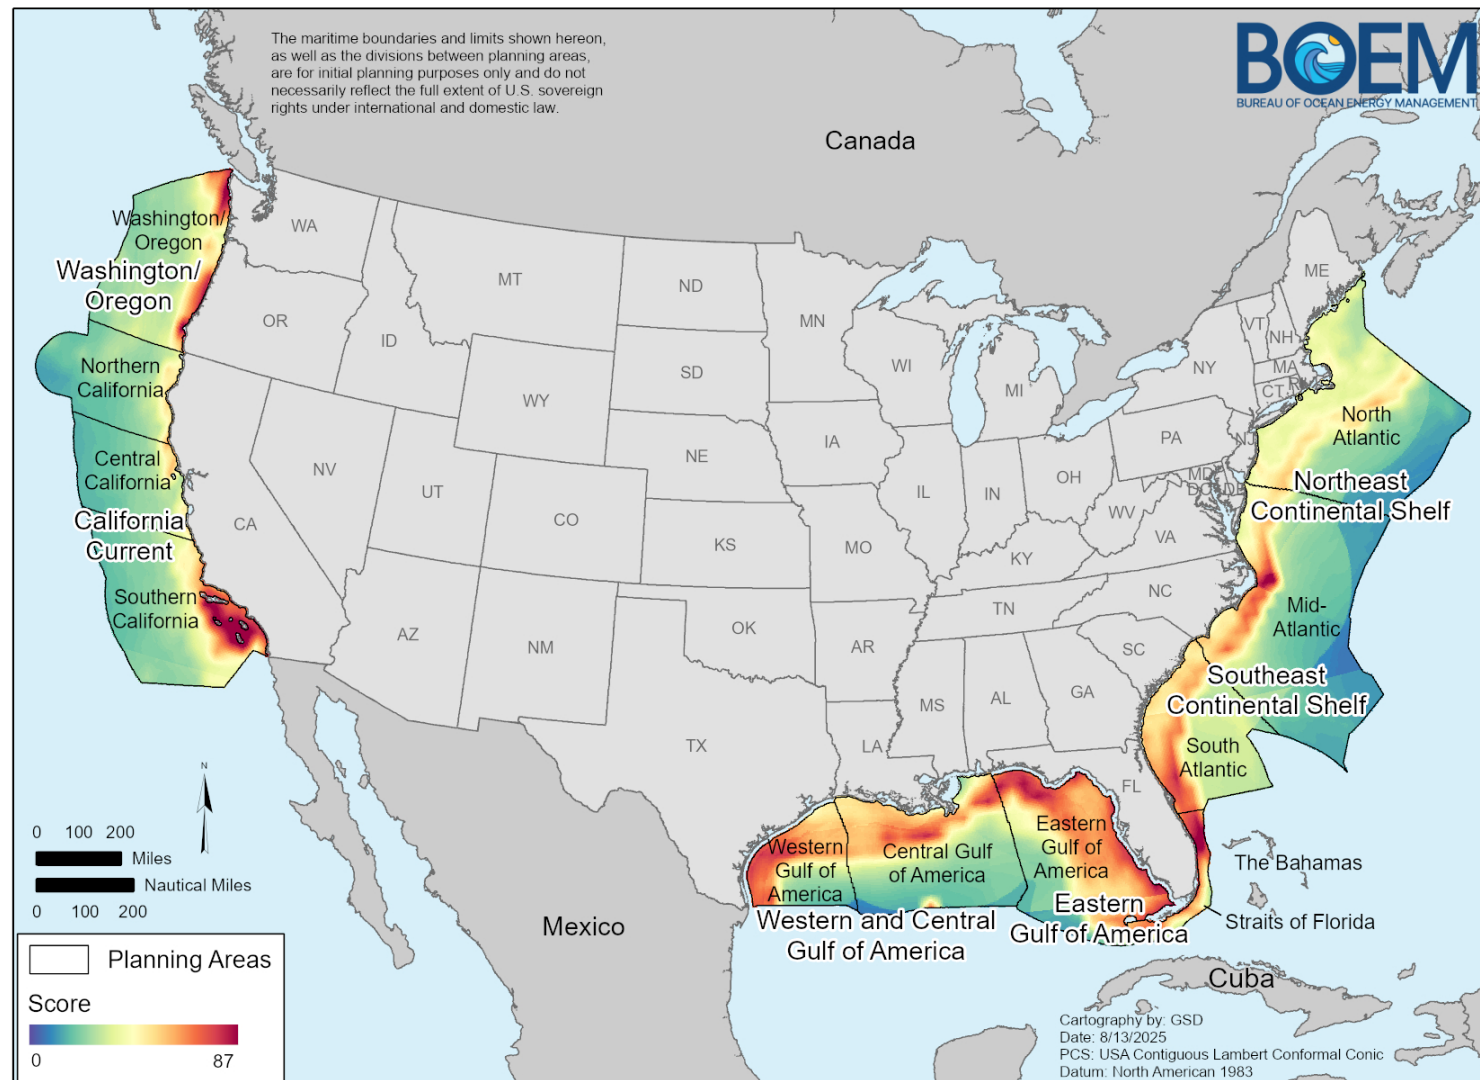 The maritime boundaries and limits shown hereon,
as well as the divisions between planning areas,
are for initial planning purposes only and do not
necessarily reflect the full extent of U.S. sovereign
rights under international and domestic law.
BOEM
BUREAU OF OCEAN ENERGY MANAGEMENT
Canada
Washington/
Oregon
Washington/
Oregon
Northern
California
Central
California
California
Current
Southern
California
WA
OR
ID
MT
ND
MN
SD
WY
NV
UT
CA
CO
NE
IA
WI
MI
IL
IN
OH
KS
MO
KY
WV
VA
PA
NY
VT
NH
ME
MA
CT
NJ
MD
AZ
NM
OK
AR
TN
NC
SC
MS
AL
GA
TX
LA
FL
North
Atlantic
Northeast
Continental Shelf
Mid-
Atlantic
Southeast
Continental Shelf
South
Atlantic
Western
Gulf of
America
Central Gulf
of America
Eastern
Gulf of
America
Western and Central
Gulf of America
Eastern
Gulf of America
The Bahamas
Straits of Florida
Mexico
Cuba
N
0 100 200
Miles
Nautical Miles
0 100 200
Planning Areas
Score
0 87
Cartography by: GSD
Date: 8/13/2025
PCS: USA Contiguous Lambert Conformal Conic
Datum: North American 1983